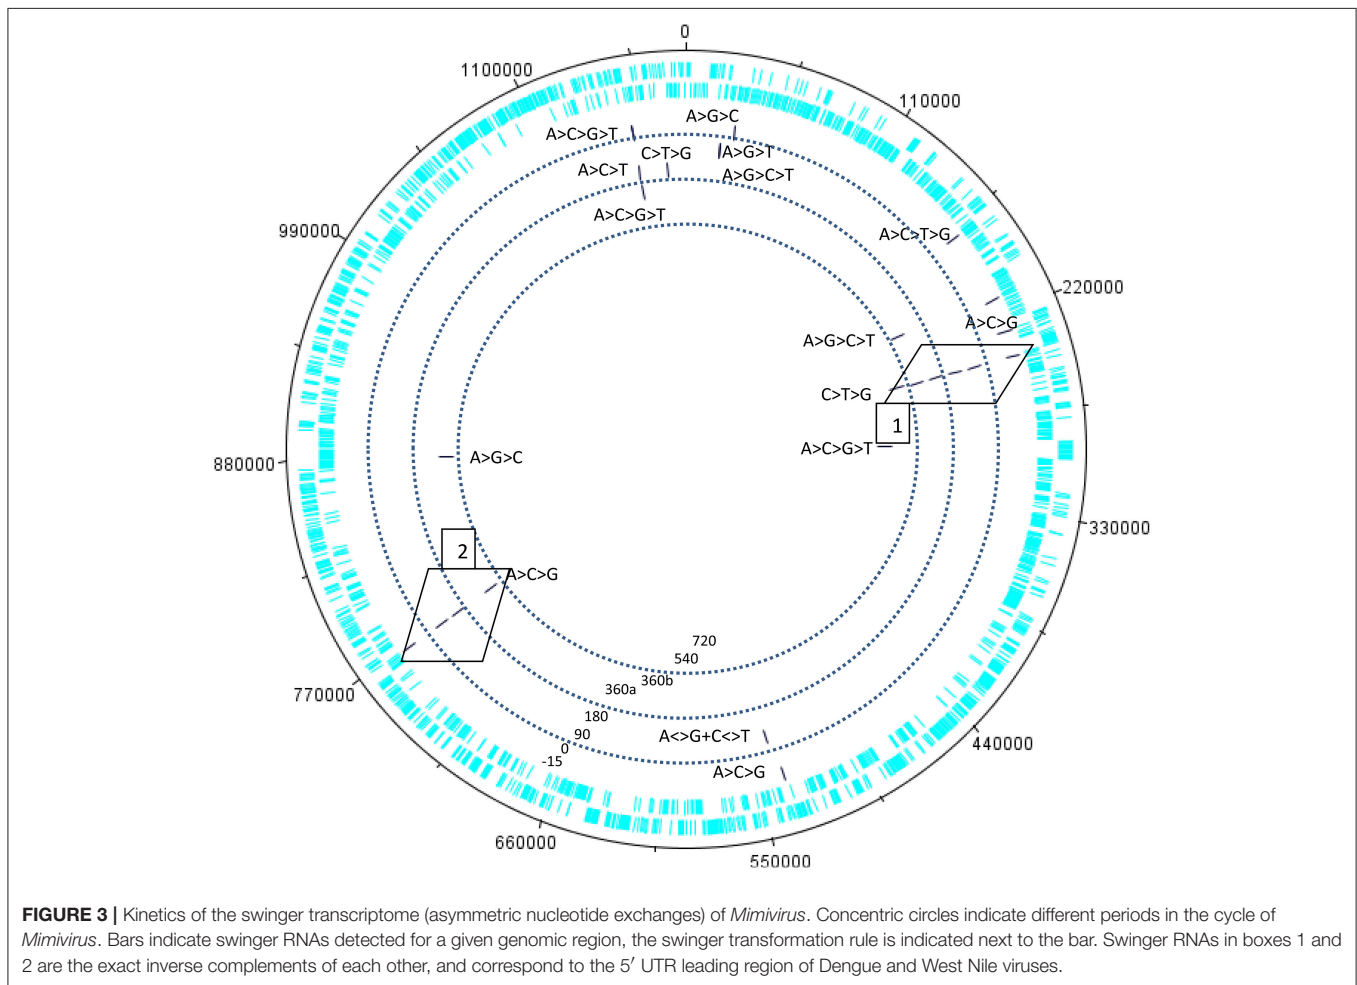 0
1100000
110000
A>G>C
A>C>G>T
C>T>G
A>G>T
A>C>T
A>G>C>T
A>C>G>T
990000
A>C>T>G
220000
A>C>G
A>G>C>T
C>T>G
1
A>C>G>T
880000
A>G>C
330000
2
A>C>G
720
540
360b
360a
770000
180
90
A<>G+C<>T
0
440000
-15
A>C>G
660000
550000
FIGURE 3 | Kinetics of the swinger transcriptome (asymmetric nucleotide exchanges) of Mimivirus. Concentric circles indicate different periods in the cycle of
Mimivirus. Bars indicate swinger RNAs detected for a given genomic region, the swinger transformation rule is indicated next to the bar. Swinger RNAs in boxes 1 and
2 are the exact inverse complements of each other, and correspond to the 5′ UTR leading region of Dengue and West Nile viruses.